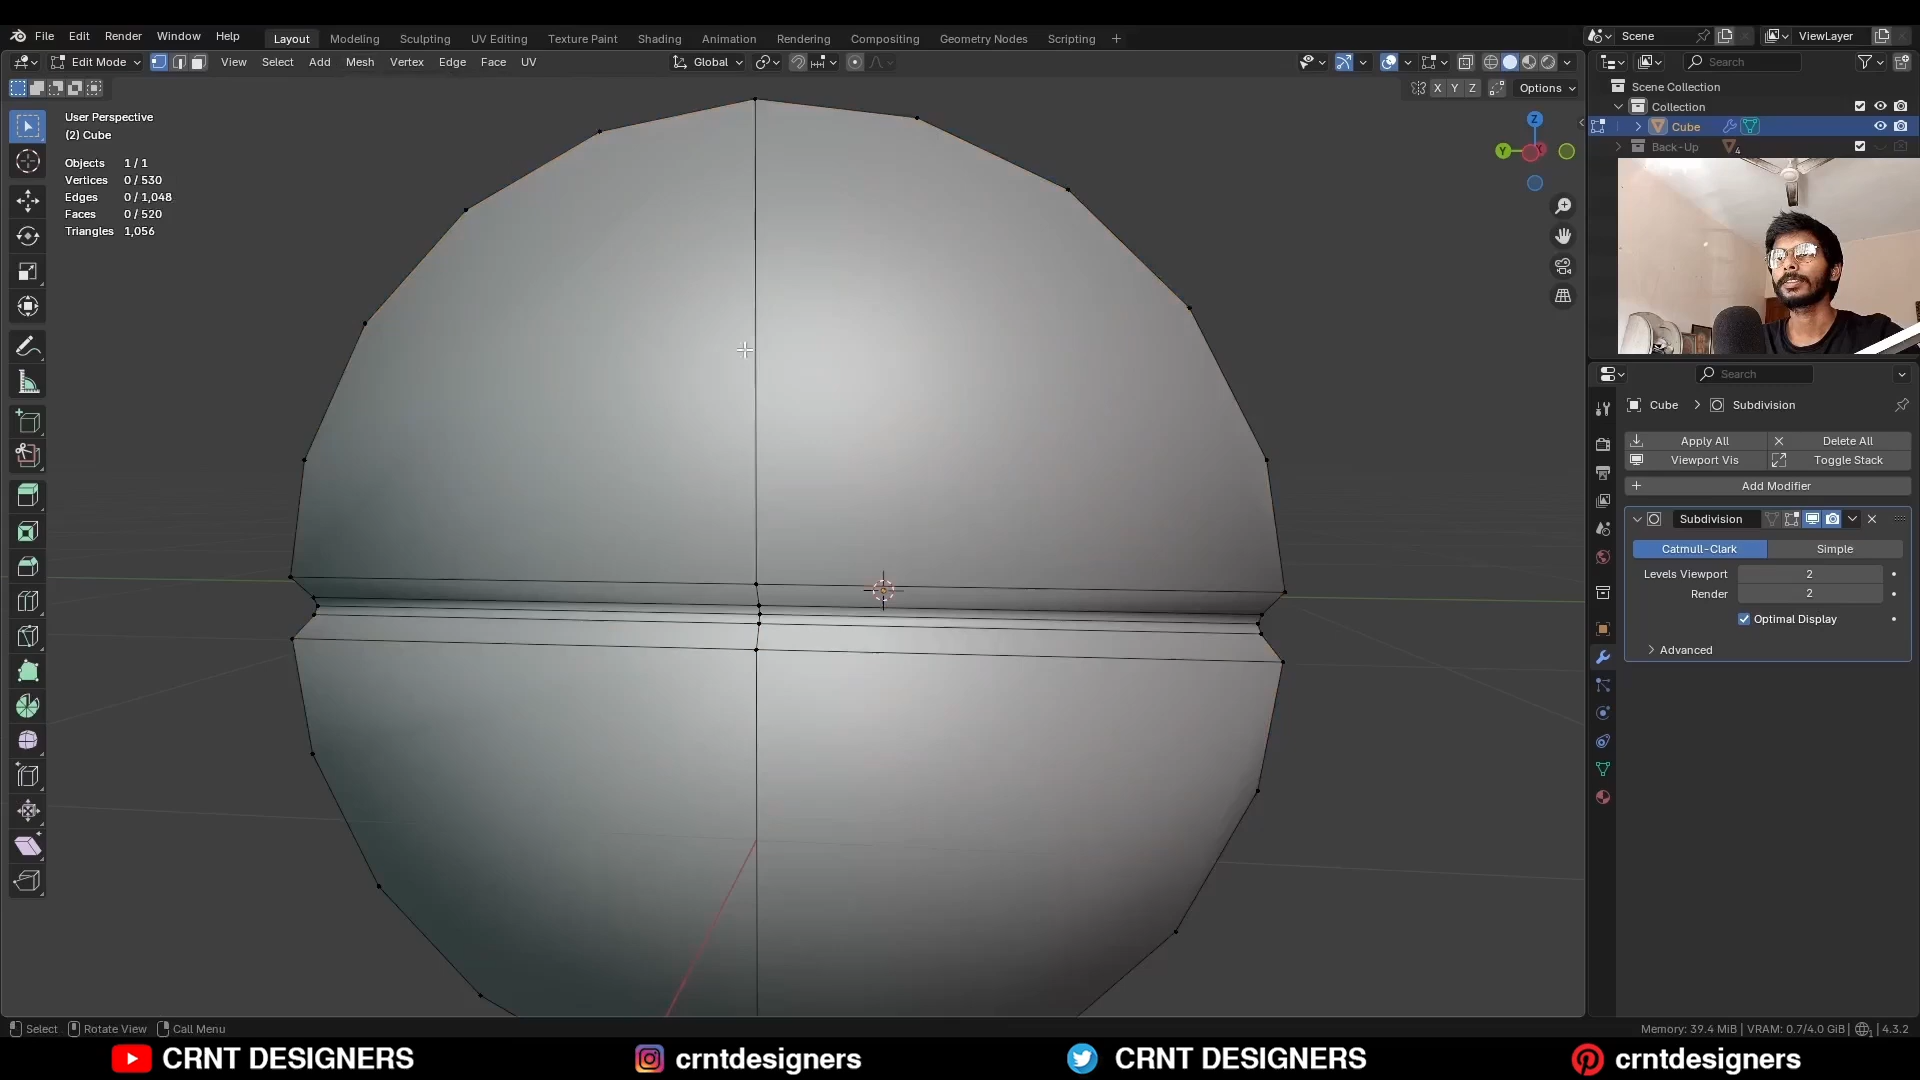 File Edit Render Window Help Layout Modeling Sculpting UV Editing Texture Paint Shading Animation Rendering Compositing Geometry Nodes Scripting + Scene ViewLayer
Edit Mode View Select Add Mesh Vertex Edge Face UV Global Search
X Y Z Options
Scene Collection
Collection
Cube
Back-Up 4
User Perspective
(2) Cube
Objects 1 / 1
Vertices 0 / 530
Edges 0 / 1,048
Faces 0 / 520
Triangles 1,056
Z
Y
Search
Cube > Subdivision
Apply All Delete All
Viewport Vis Toggle Stack
Add Modifier
Subdivision
Catmull-Clark Simple
Levels Viewport 2
Render 2
Optimal Display
Advanced
Select Rotate View Call Menu
Memory: 39.4 MiB | VRAM: 0.7/4.0 GiB | 4.3.2
CRNT DESIGNERS crntdesigners CRNT DESIGNERS crntdesigners